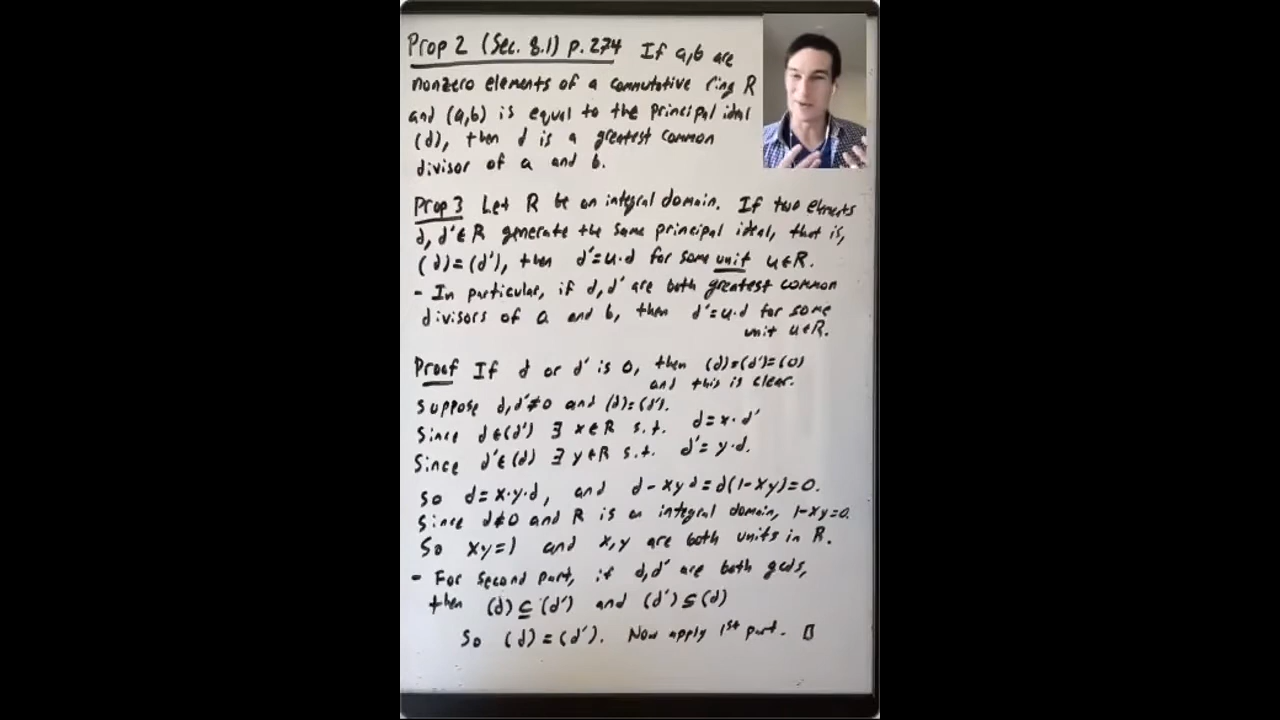 Prop 2 (Sec. 8.1) p.274 If a,b are
nonzero elements of a commutative ring R
and (a,b) is equal to the principal ideal
(d), then d is a greatest common
divisor of a and b.
Prop 3 Let R be an integral domain. If two elements
d, d'∈R generate the same principal ideal, that is,
(d)=(d'), then d'=u·d for some unit u∈R.
- In particular, if d,d' are both greatest common
divisors of a and b, then d'=u·d for some
unit u∈R.
Proof If d or d' is 0, then (d)=(d')=(0)
and this is clear.
Suppose d,d'≠0 and (d)=(d').
Since d∈(d') ∃ x∈R s.t. d=x·d'
Since d'∈(d) ∃ y∈R s.t. d'=y·d.
So d=x·y·d, and d-xyd=d(1-xy)=0.
Since d≠0 and R is an integral domain, 1-xy=0.
So xy=1 and x,y are both units in R.
- For second part, if d,d' are both gcds,
then (d)⊆(d') and (d')⊆(d)
So (d)=(d'). Now apply 1st part. □